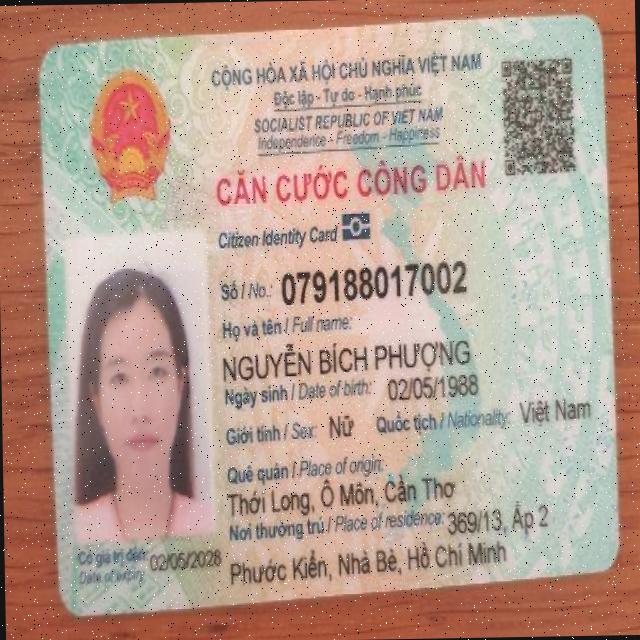 CỘNG HÒA XÃ HỘI CHỦ NGHĨA VIỆT NAM
Độc lập - Tự do - Hạnh phúc
SOCIALIST REPUBLIC OF VIET NAM
Independence - Freedom - Happiness
CĂN CƯỚC CÔNG DÂN
Citizen Identity Card
Số / No.: 079188017002
Họ và tên / Full name:
NGUYỄN BÍCH PHƯỢNG
Ngày sinh / Date of birth: 02/05/1988
Giới tính / Sex: Nữ Quốc tịch / Nationality: Việt Nam
Quê quán / Place of origin:
Thới Long, Ô Môn, Cần Thơ
Nơi thường trú / Place of residence: 369/13, Ấp 2
Phước Kiển, Nhà Bè, Hồ Chí Minh
Có giá trị đến: 02/05/2028
Date of expiry